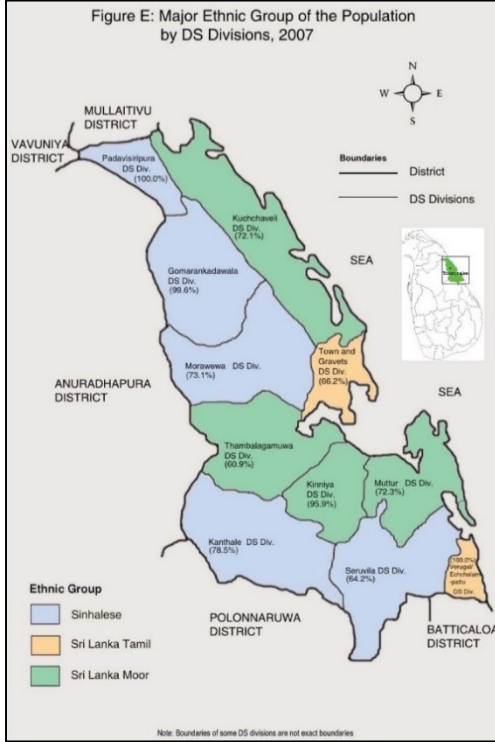 Figure E: Major Ethnic Group of the Population
by DS Divisions, 2007
N
W
E
S
MULLAITIVU
DISTRICT
VAVUNIYA
DISTRICT
Padavisiripura
DS Div.
(100.0%)
Boundaries
District
DS Divisions
Kuchchaveli
DS Div.
(72.1%)
SEA
Gomarankadawala
DS Div.
(99.6%)
Town and
Gravets
DS Div.
(66.2%)
Morawewa DS Div.
(73.1%)
ANURADHAPURA
DISTRICT
SEA
Thambalagamuwa
DS Div.
(60.9%)
Kinniya
DS Div.
(95.9%)
Muttur DS Div.
(72.3%)
Kanthale DS Div.
(78.5%)
Seruvila DS Div.
(64.2%)
(100.0%)
Verugal/
Echchelam-
pattu
DS Div.
Ethnic Group
Sinhalese
Sri Lanka Tamil
Sri Lanka Moor
POLONNARUWA
DISTRICT
BATTICALOA
DISTRICT
Note: Boundaries of some DS divisions are not exact boundaries